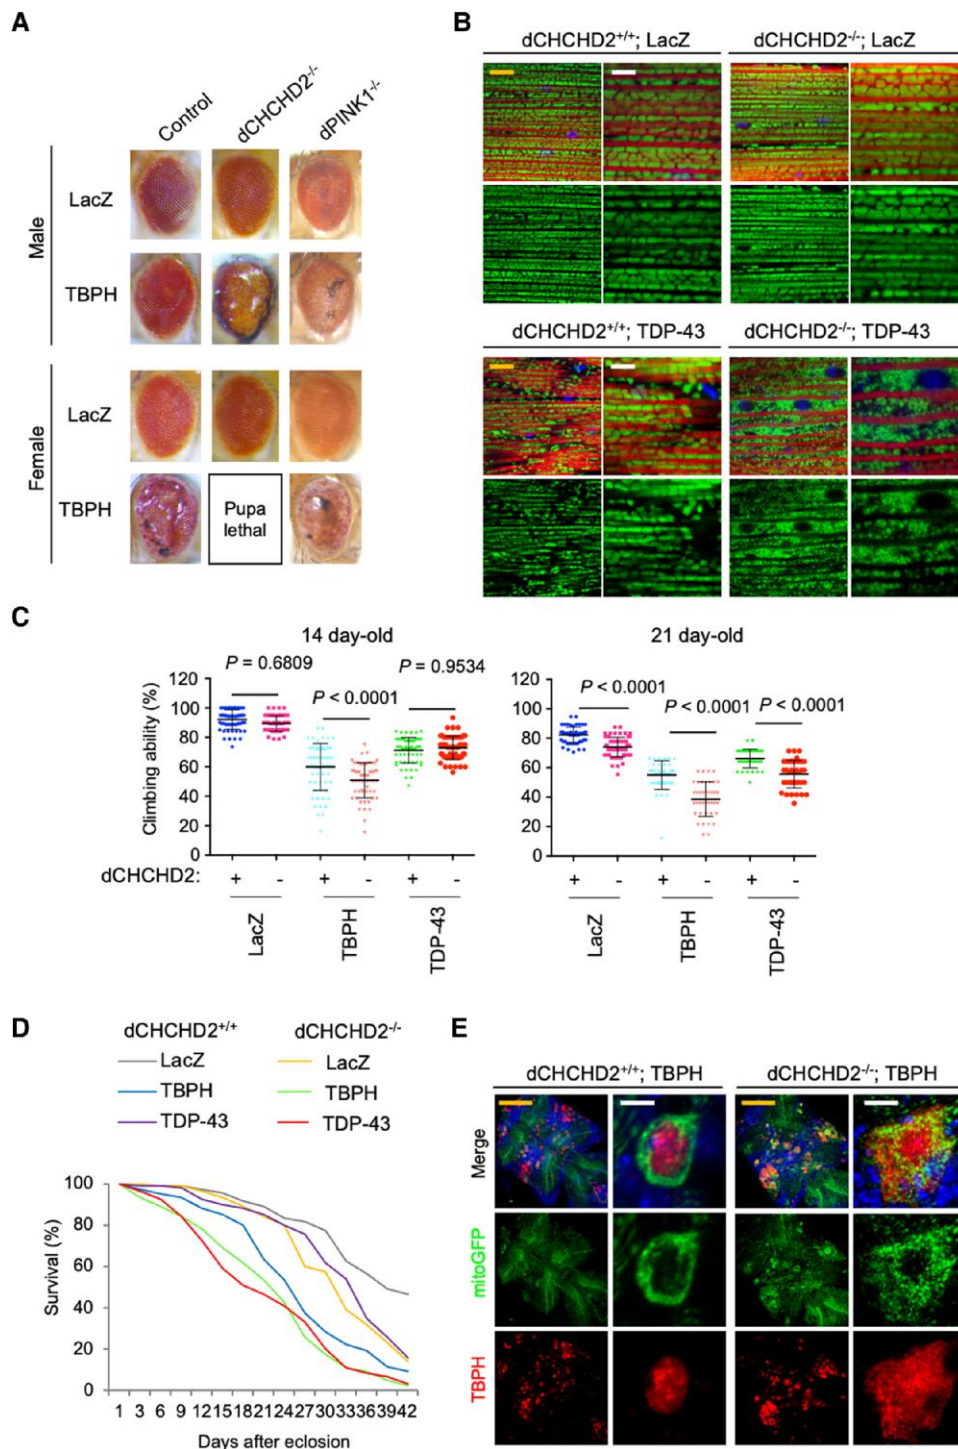 A
Control
dCHCHD2-/-
dPINK1-/-
Male
LacZ
TBPH
Female
LacZ
TBPH
Pupa
lethal
B
dCHCHD2+/+; LacZ
dCHCHD2-/-; LacZ
dCHCHD2+/+; TDP-43
dCHCHD2-/-; TDP-43
C
14 day-old
P = 0.6809
P < 0.0001
P = 0.9534
Climbing ability (%)
120
100
80
60
40
20
0
dCHCHD2:
+ - + - + -
LacZ
TBPH
TDP-43
21 day-old
P < 0.0001
P < 0.0001
P < 0.0001
120
100
80
60
40
20
0
+ - + - + -
LacZ
TBPH
TDP-43
D
dCHCHD2+/+
dCHCHD2-/-
LacZ
LacZ
TBPH
TBPH
TDP-43
TDP-43
Survival (%)
100
80
60
40
20
0
1 3 6 9 12 15 18 21 24 27 30 33 36 39 42
Days after eclosion
E
dCHCHD2+/+; TBPH
dCHCHD2-/-; TBPH
Merge
mitoGFP
TBPH